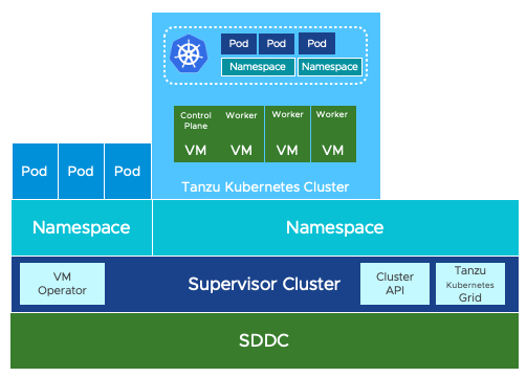 Pod Pod Pod
Namespace Namespace
Control Worker Worker Worker
Plane
VM VM VM VM
Tanzu Kubernetes Cluster
Pod Pod Pod
Namespace Namespace
VM
Operator
Supervisor Cluster
Cluster
API
Tanzu
Kubernetes
Grid
SDDC